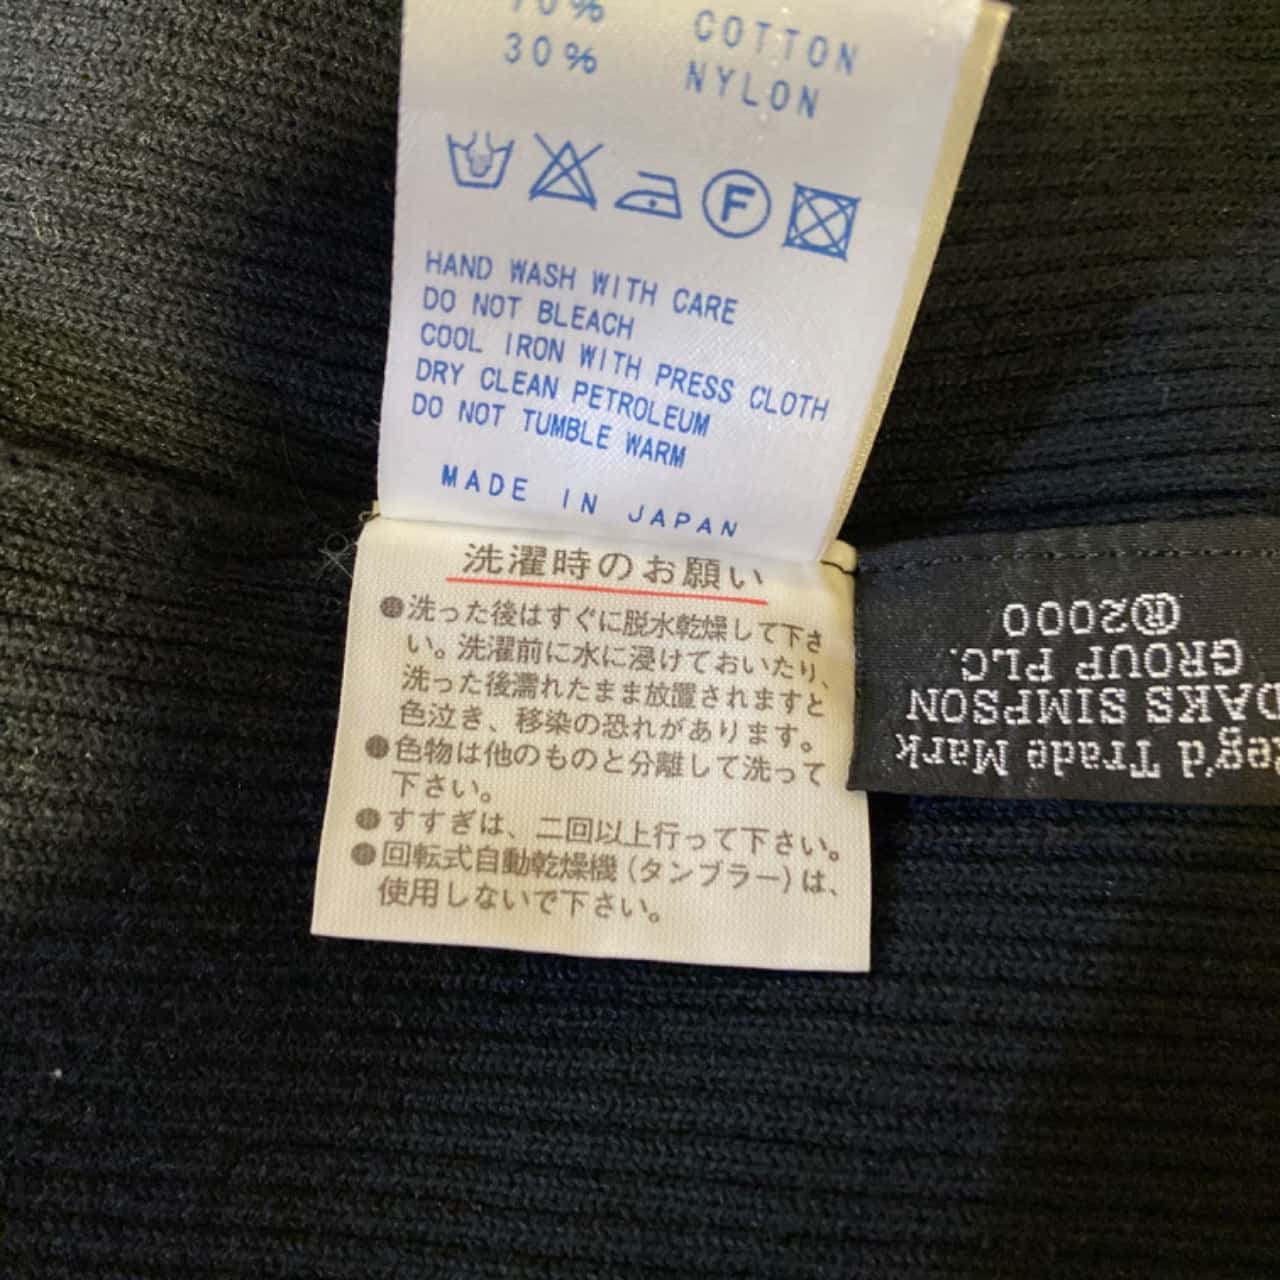 70% COTTON
30% NYLON
F
HAND WASH WITH CARE
DO NOT BLEACH
COOL IRON WITH PRESS CLOTH
DRY CLEAN PETROLEUM
DO NOT TUMBLE WARM
MADE IN JAPAN
洗濯時のお願い
●洗った後はすぐに脱水乾燥して下さ
い。洗濯前に水に浸けておいたり、
洗った後濡れたまま放置されますと
色泣き、移染の恐れがあります。
●色物は他のものと分離して洗って
下さい。
●すすぎは、二回以上行って下さい。
●回転式自動乾燥機(タンブラー)は、
使用しないで下さい。
Reg'd Trade Mark
DAKS SIMPSON
GROUP PLC.
®2000